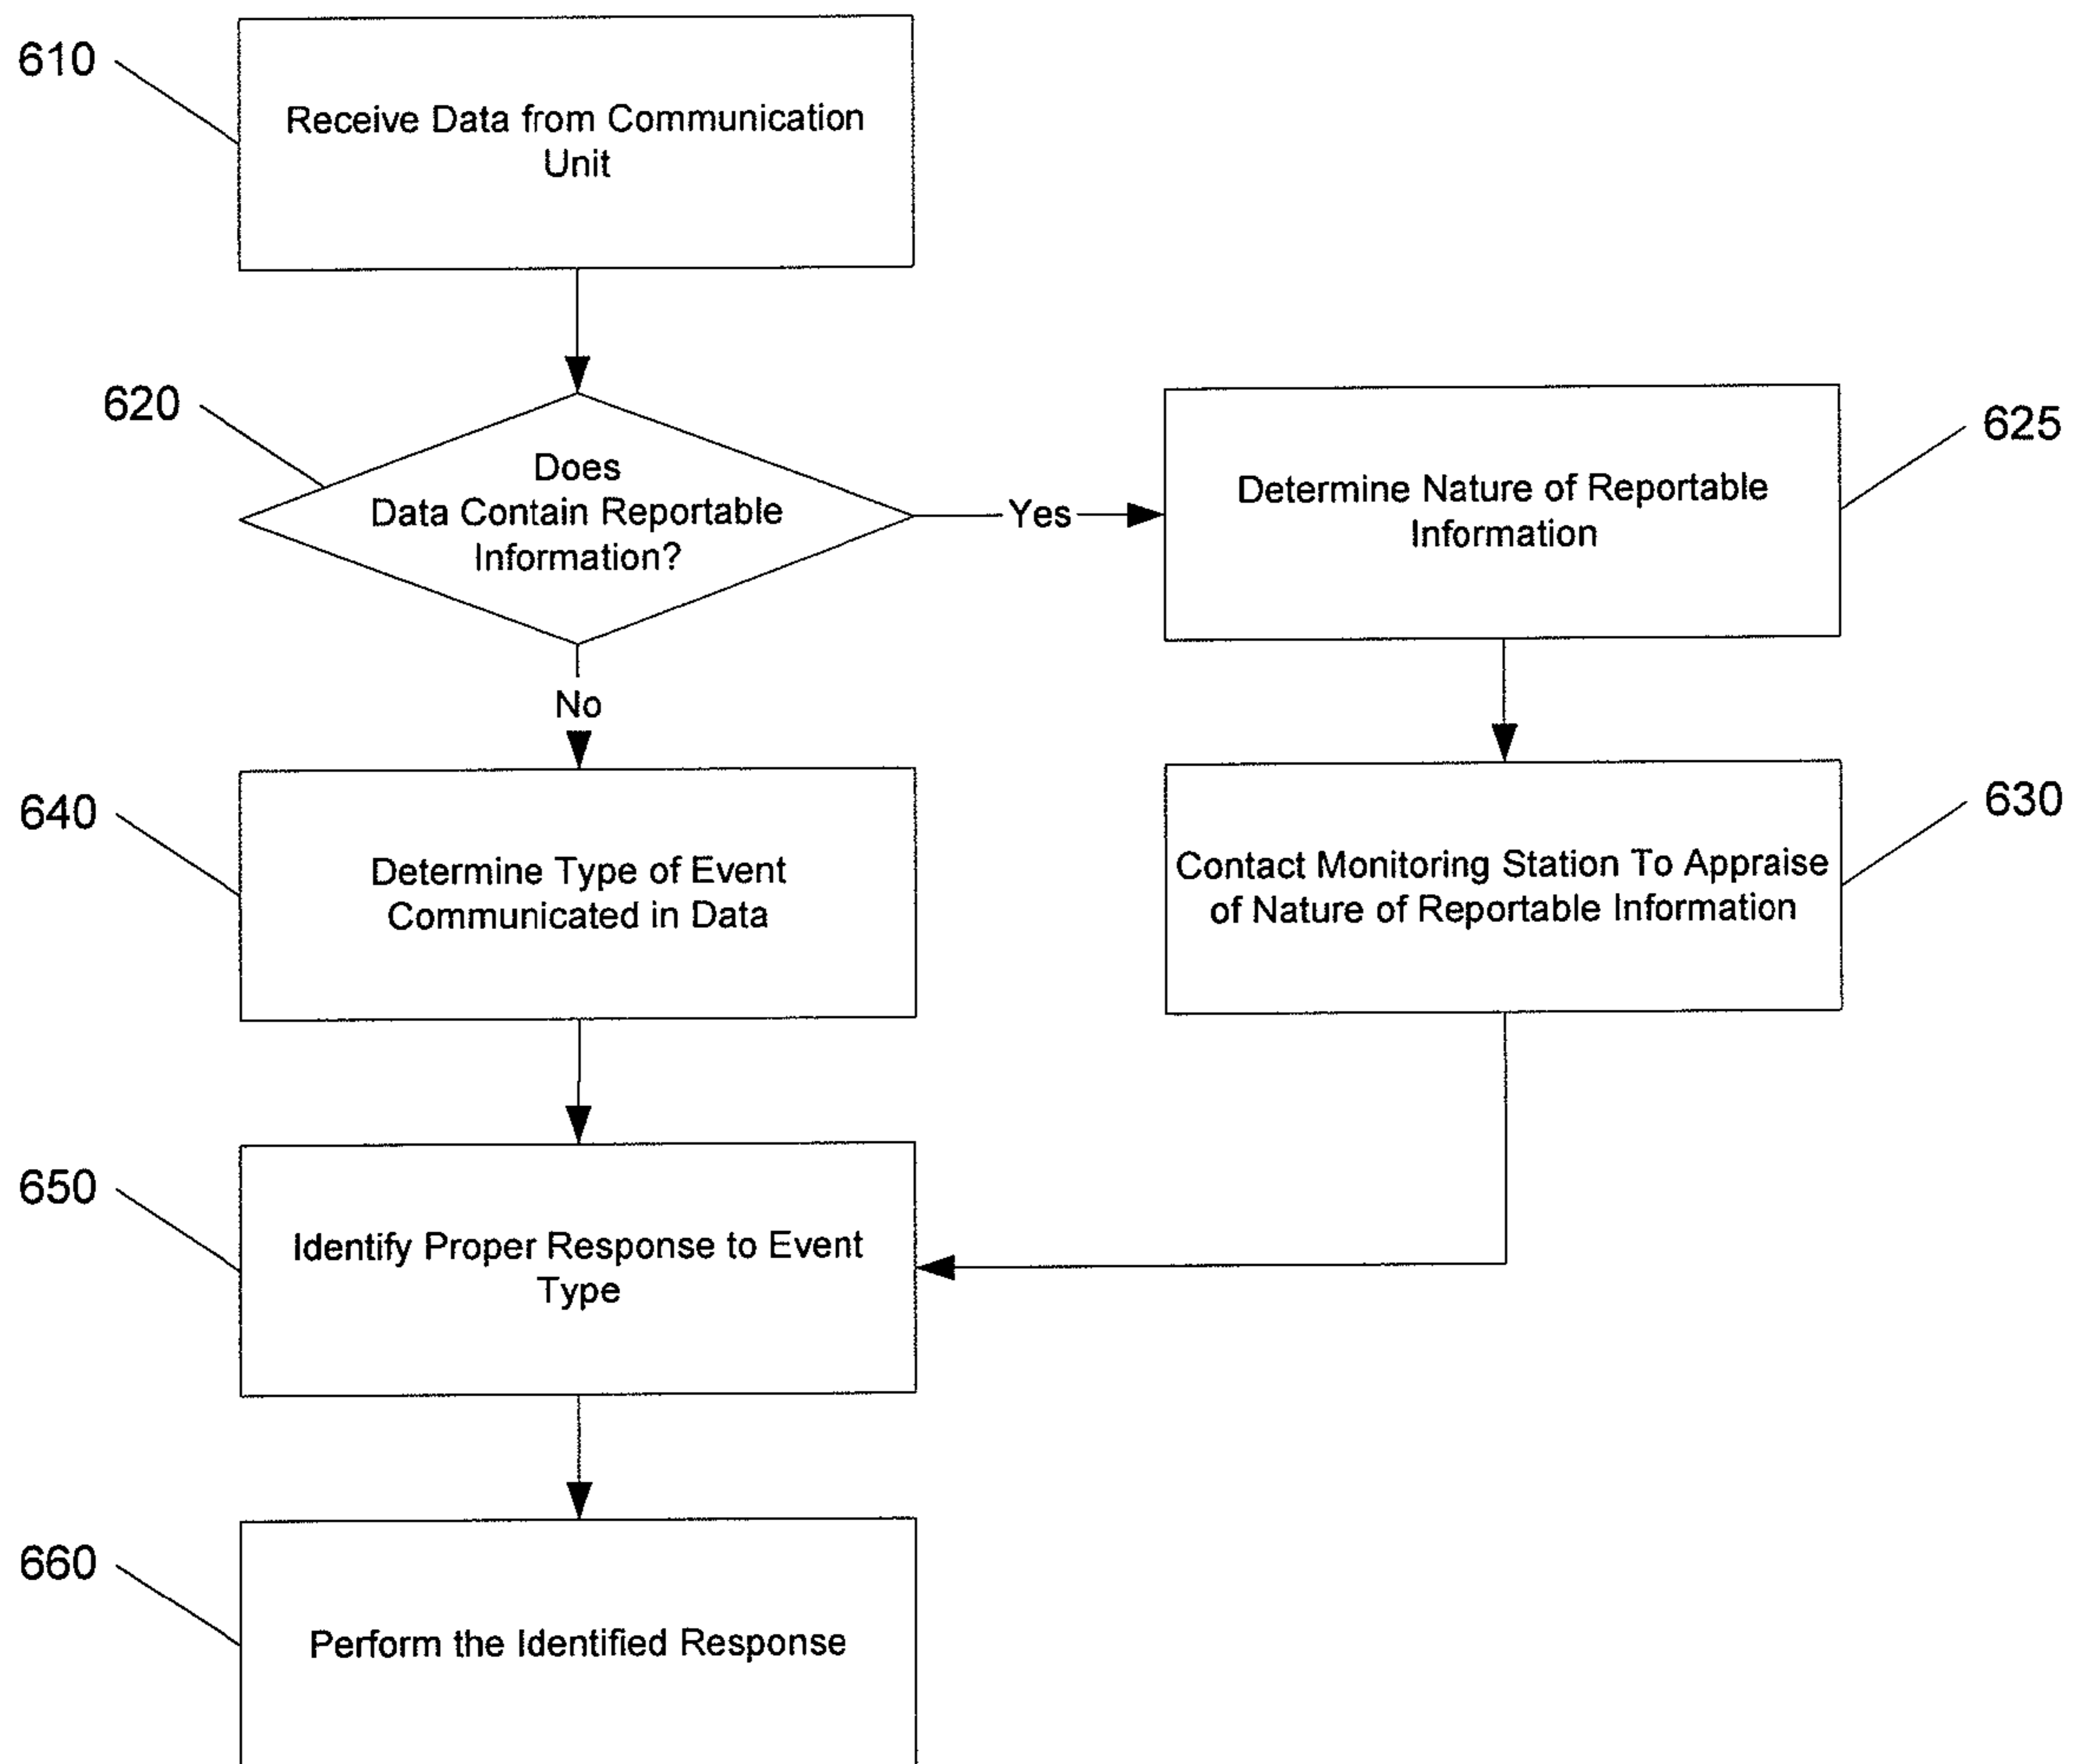 610
Receive Data from Communication
Unit
620
Does
Data Contain Reportable
Information?
Yes
Determine Nature of Reportable
Information
625
No
640
Determine Type of Event
Communicated in Data
Contact Monitoring Station To Appraise
of Nature of Reportable Information
630
650
Identify Proper Response to Event
Type
660
Perform the Identified Response